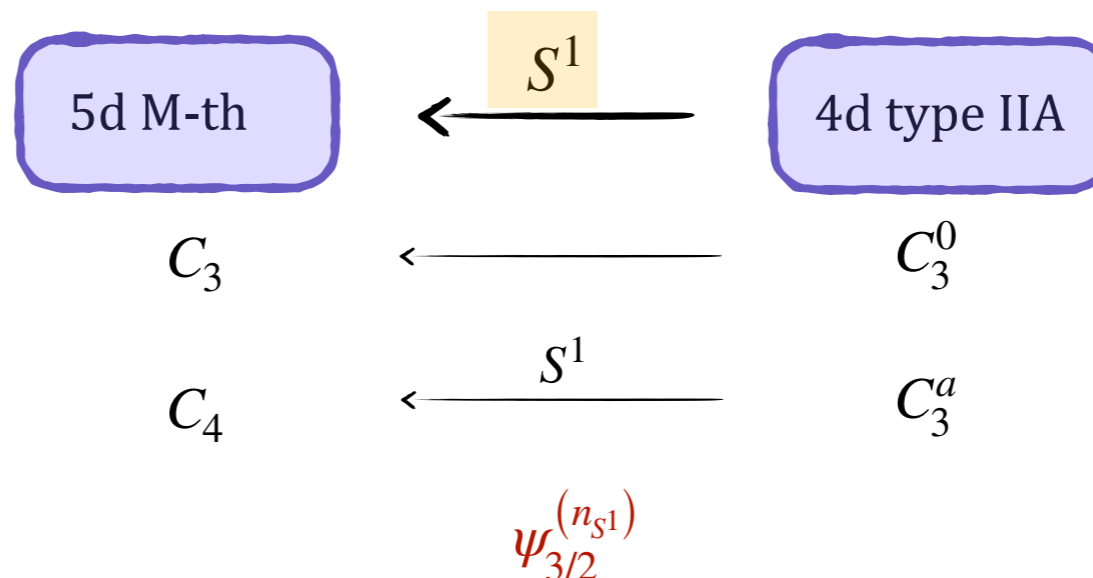 S^1
5d M-th 4d type IIA
C_3 C_3^0
S^1
C_4 C_3^a
ψ_{3/2}^{(n_{S^1})}